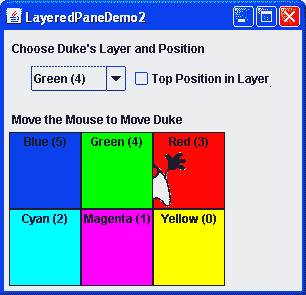 LayeredPaneDemo2
Choose Duke's Layer and Position
Green (4) Top Position in Layer
Move the Mouse to Move Duke
Blue (5) Green (4) Red (3)
Cyan (2) Magenta (1) Yellow (0)